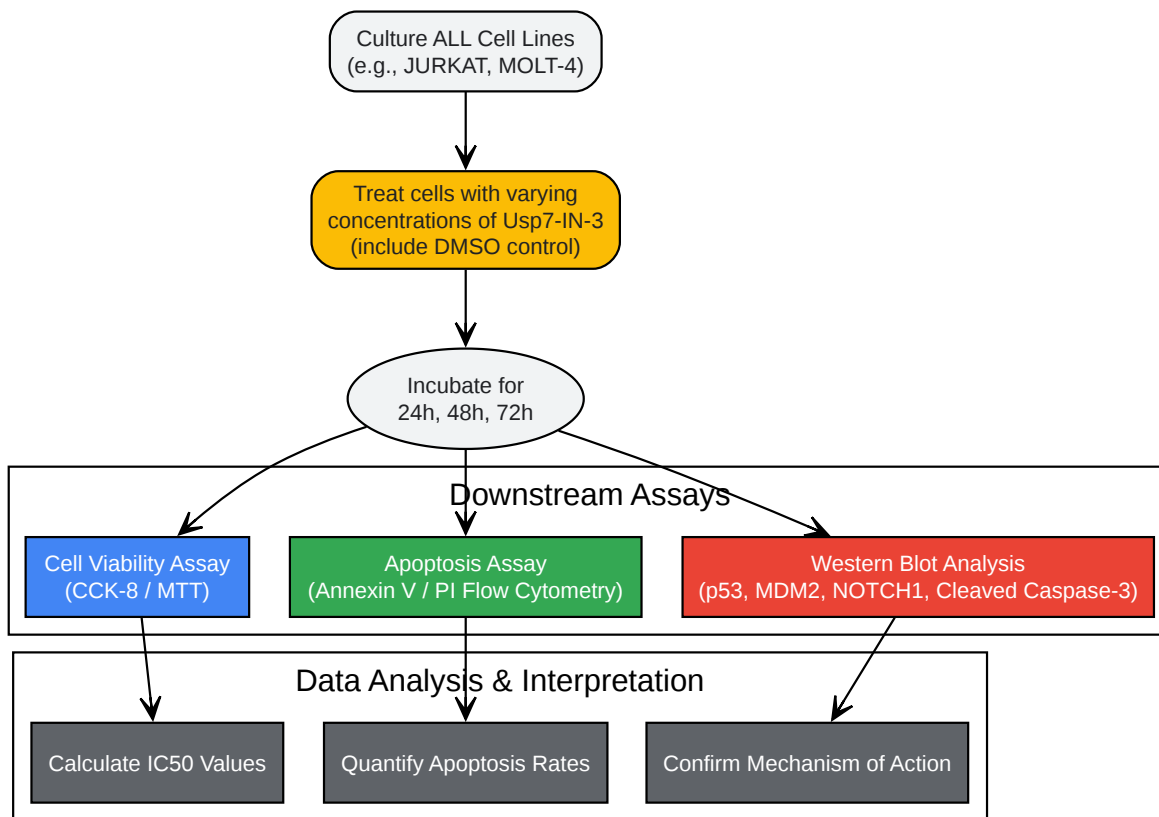 Culture ALL Cell Lines
(e.g., JURKAT, MOLT-4)
Treat cells with varying
concentrations of Usp7-IN-3
(include DMSO control)
Incubate for
24h, 48h, 72h
Downstream Assays
Cell Viability Assay
(CCK-8 / MTT)
Apoptosis Assay
(Annexin V / PI Flow Cytometry)
Western Blot Analysis
(p53, MDM2, NOTCH1, Cleaved Caspase-3)
Data Analysis & Interpretation
Calculate IC50 Values
Quantify Apoptosis Rates
Confirm Mechanism of Action